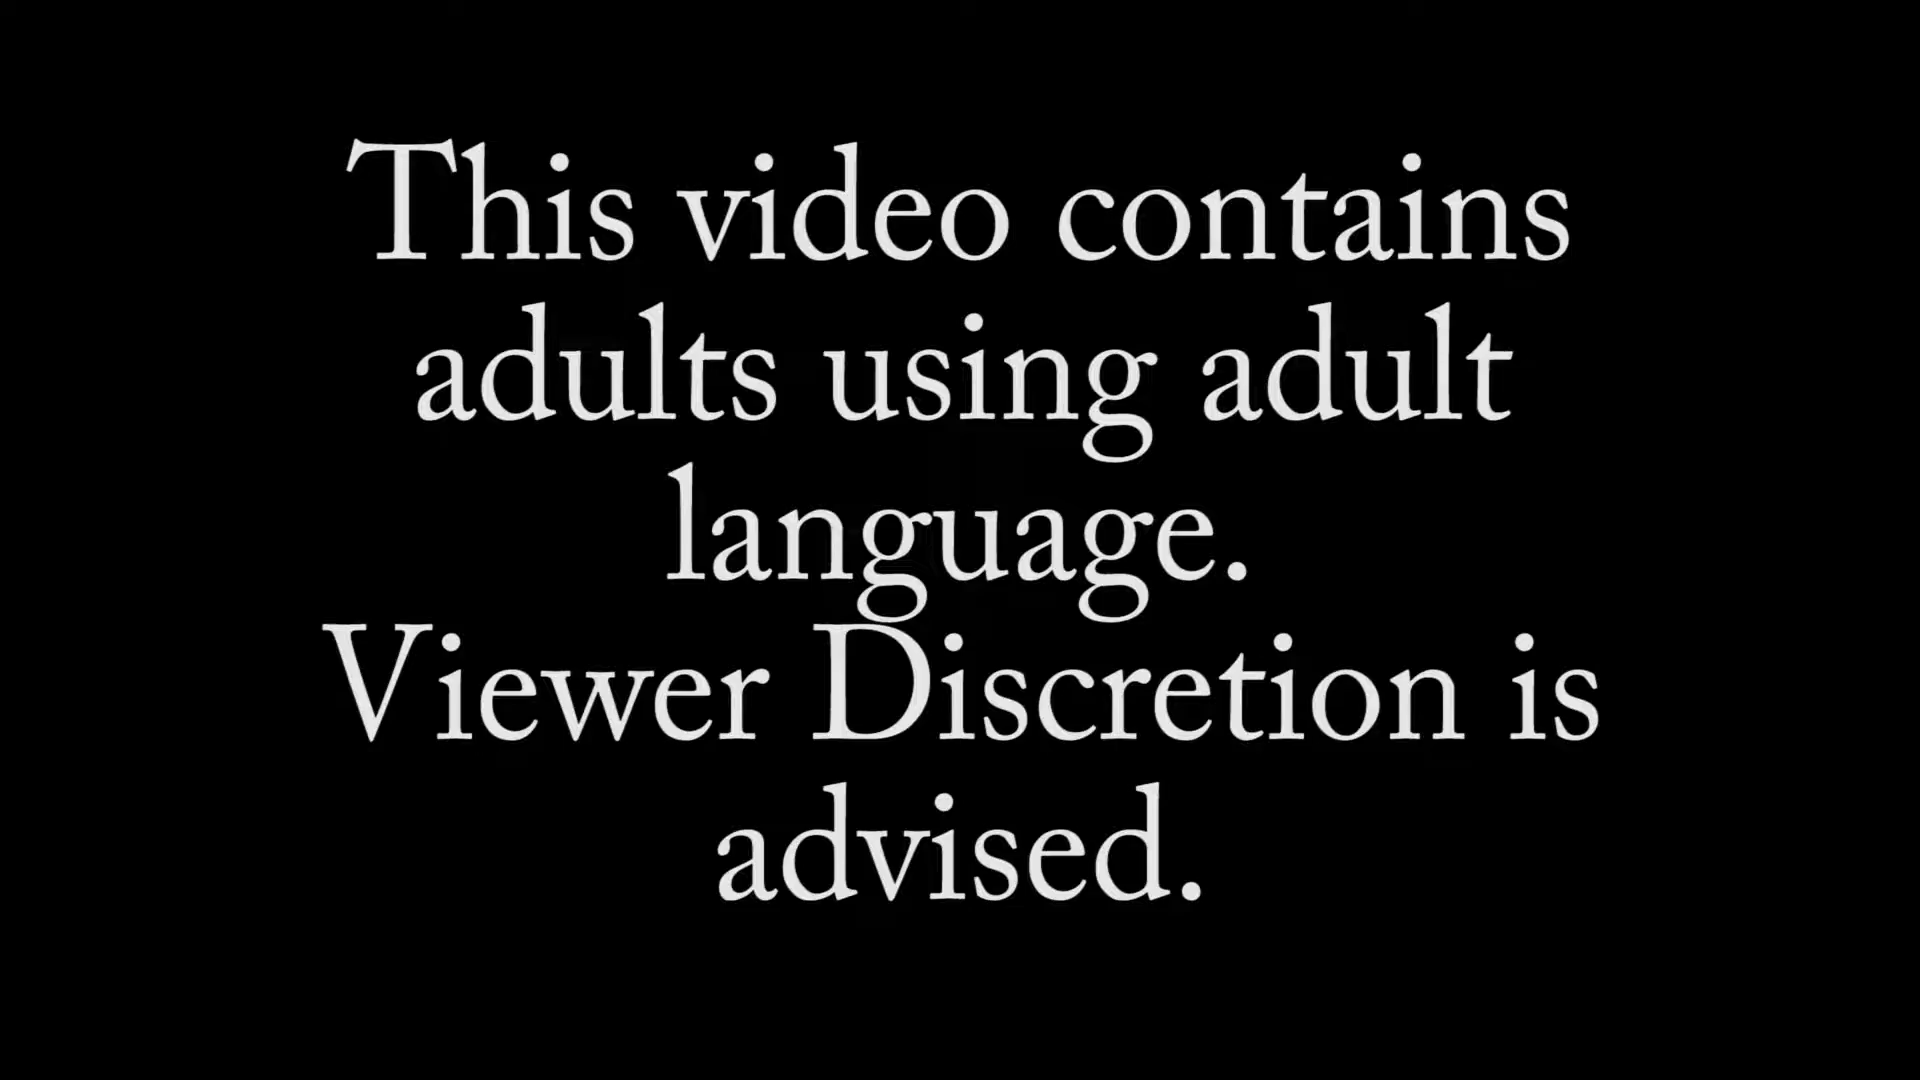 This video contains
adults using adult
language.
Viewer Discretion is
advised.